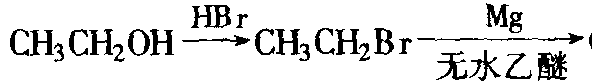 CH₃CH₂OH —HBr→ CH₃CH₂Br —Mg/无水乙醚→